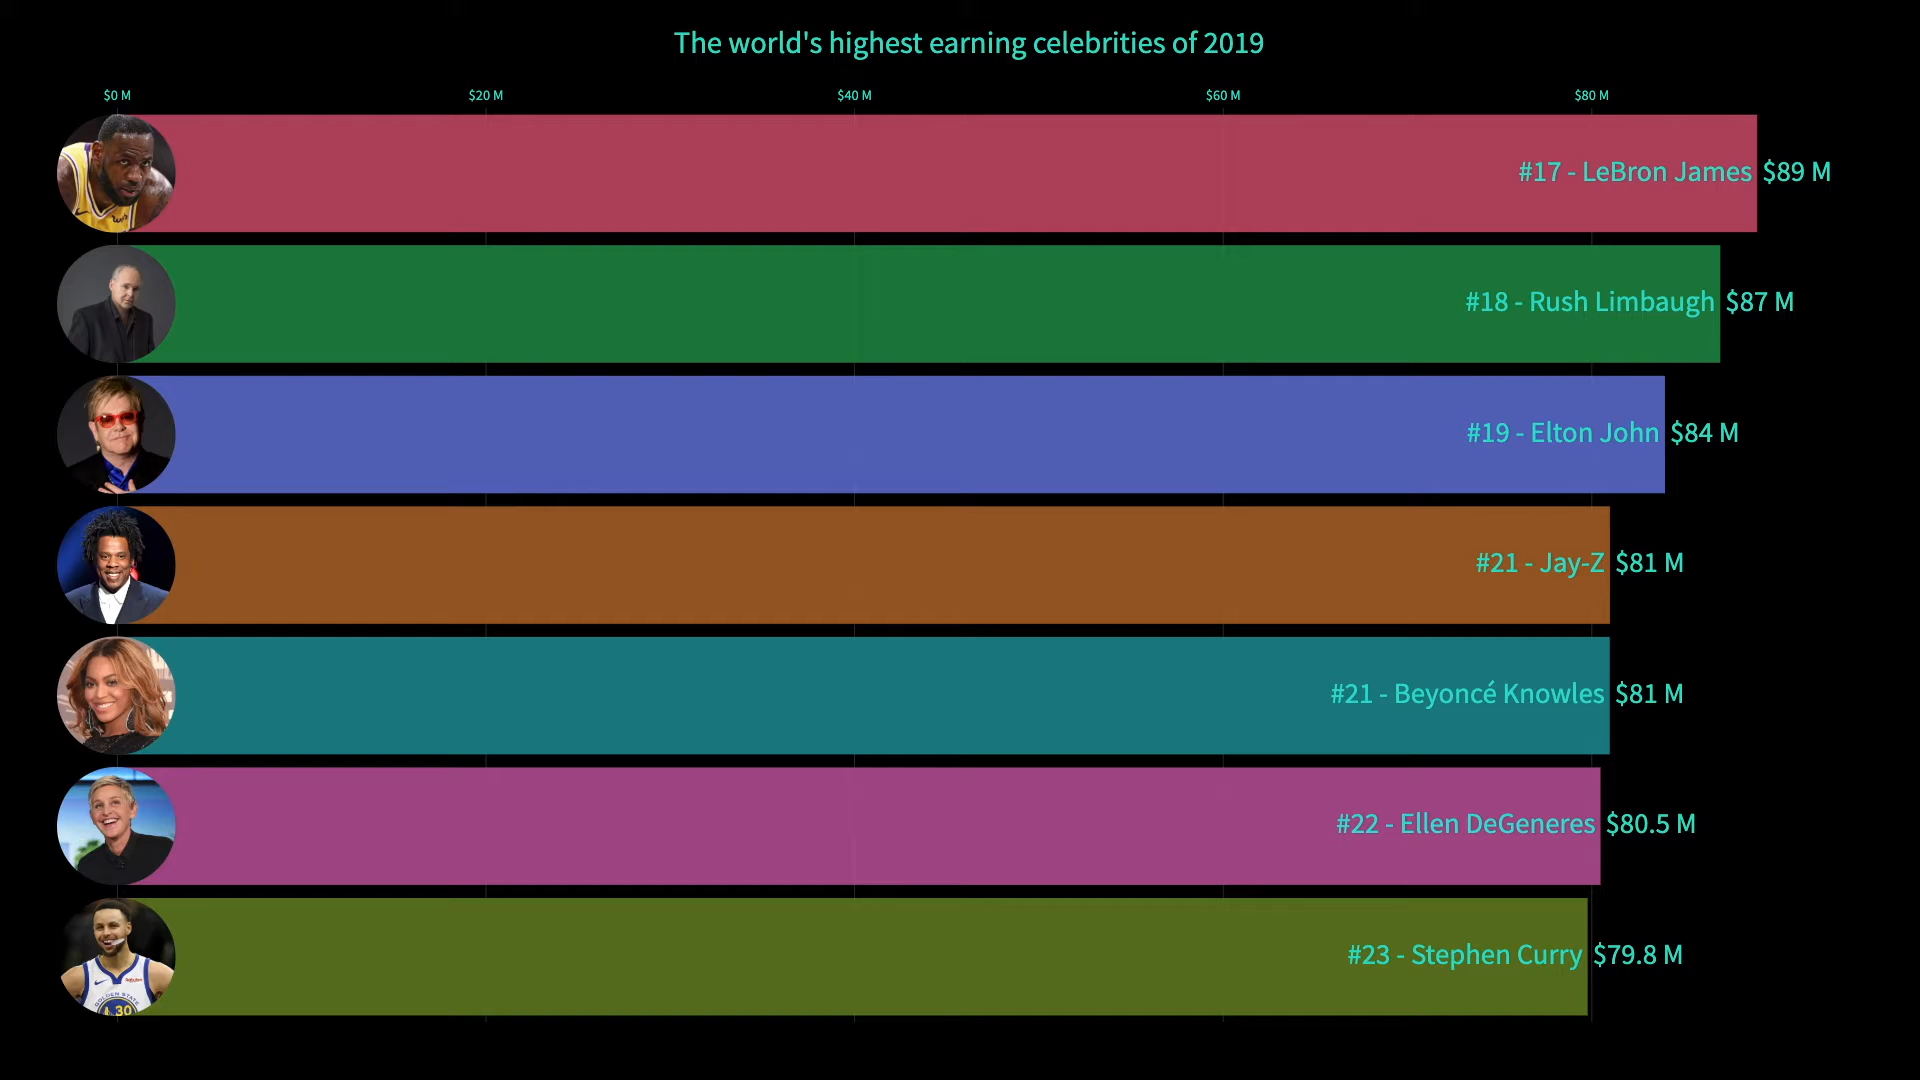 The world's highest earning celebrities of 2019
$0 M $20 M $40 M $60 M $80 M
#17 - LeBron James $89 M
#18 - Rush Limbaugh $87 M
#19 - Elton John $84 M
#21 - Jay-Z $81 M
#21 - Beyoncé Knowles $81 M
#22 - Ellen DeGeneres $80.5 M
#23 - Stephen Curry $79.8 M
30